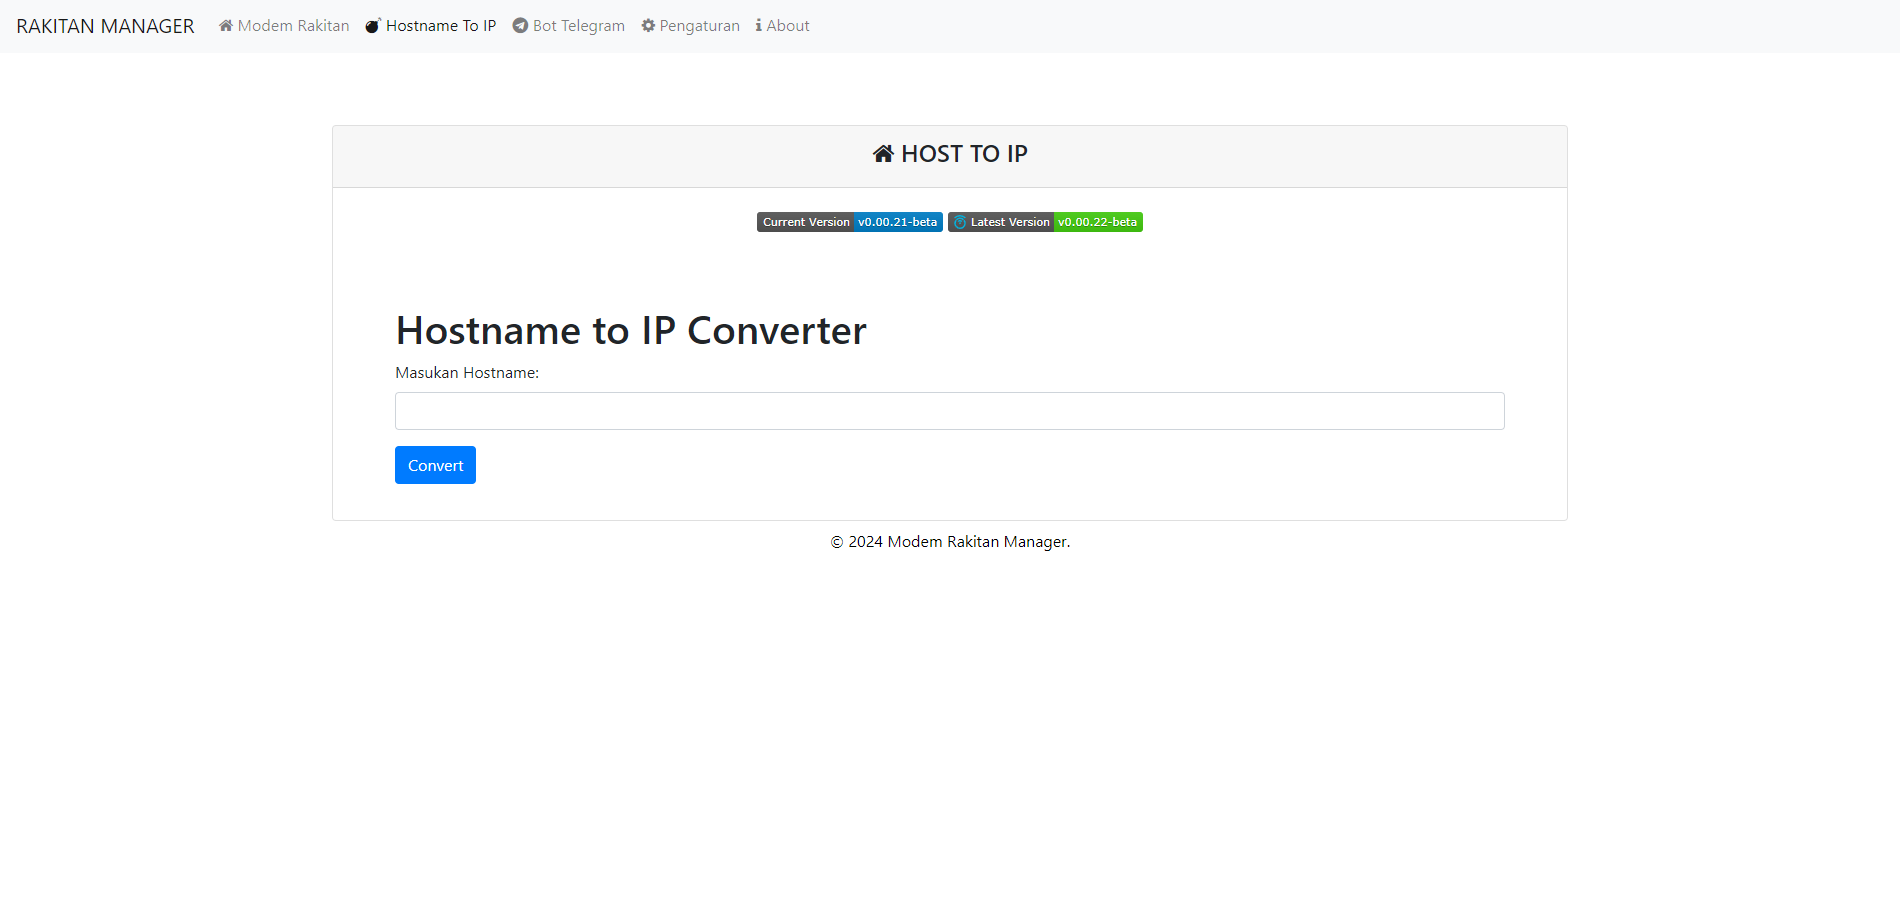 RAKITAN MANAGER Modem Rakitan Hostname To IP Bot Telegram Pengaturan About
HOST TO IP
Current Version v0.00.21-beta Latest Version v0.00.22-beta
Hostname to IP Converter
Masukan Hostname:
Convert
© 2024 Modem Rakitan Manager.